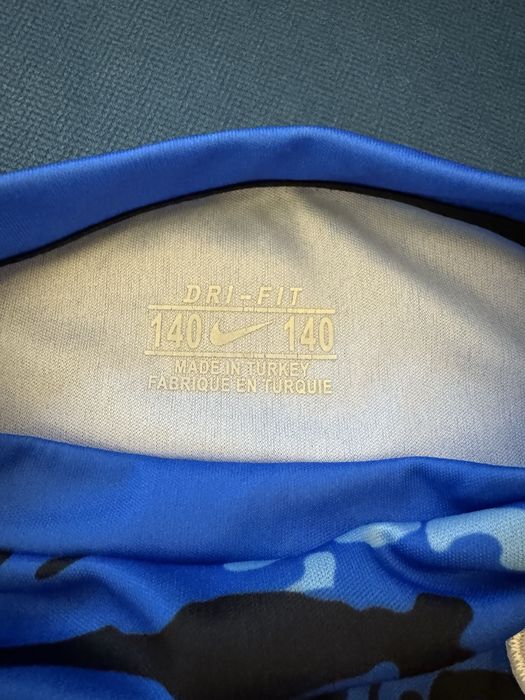 DRI-FIT
140 140
MADE IN TURKEY
FABRIQUE EN TURQUIE